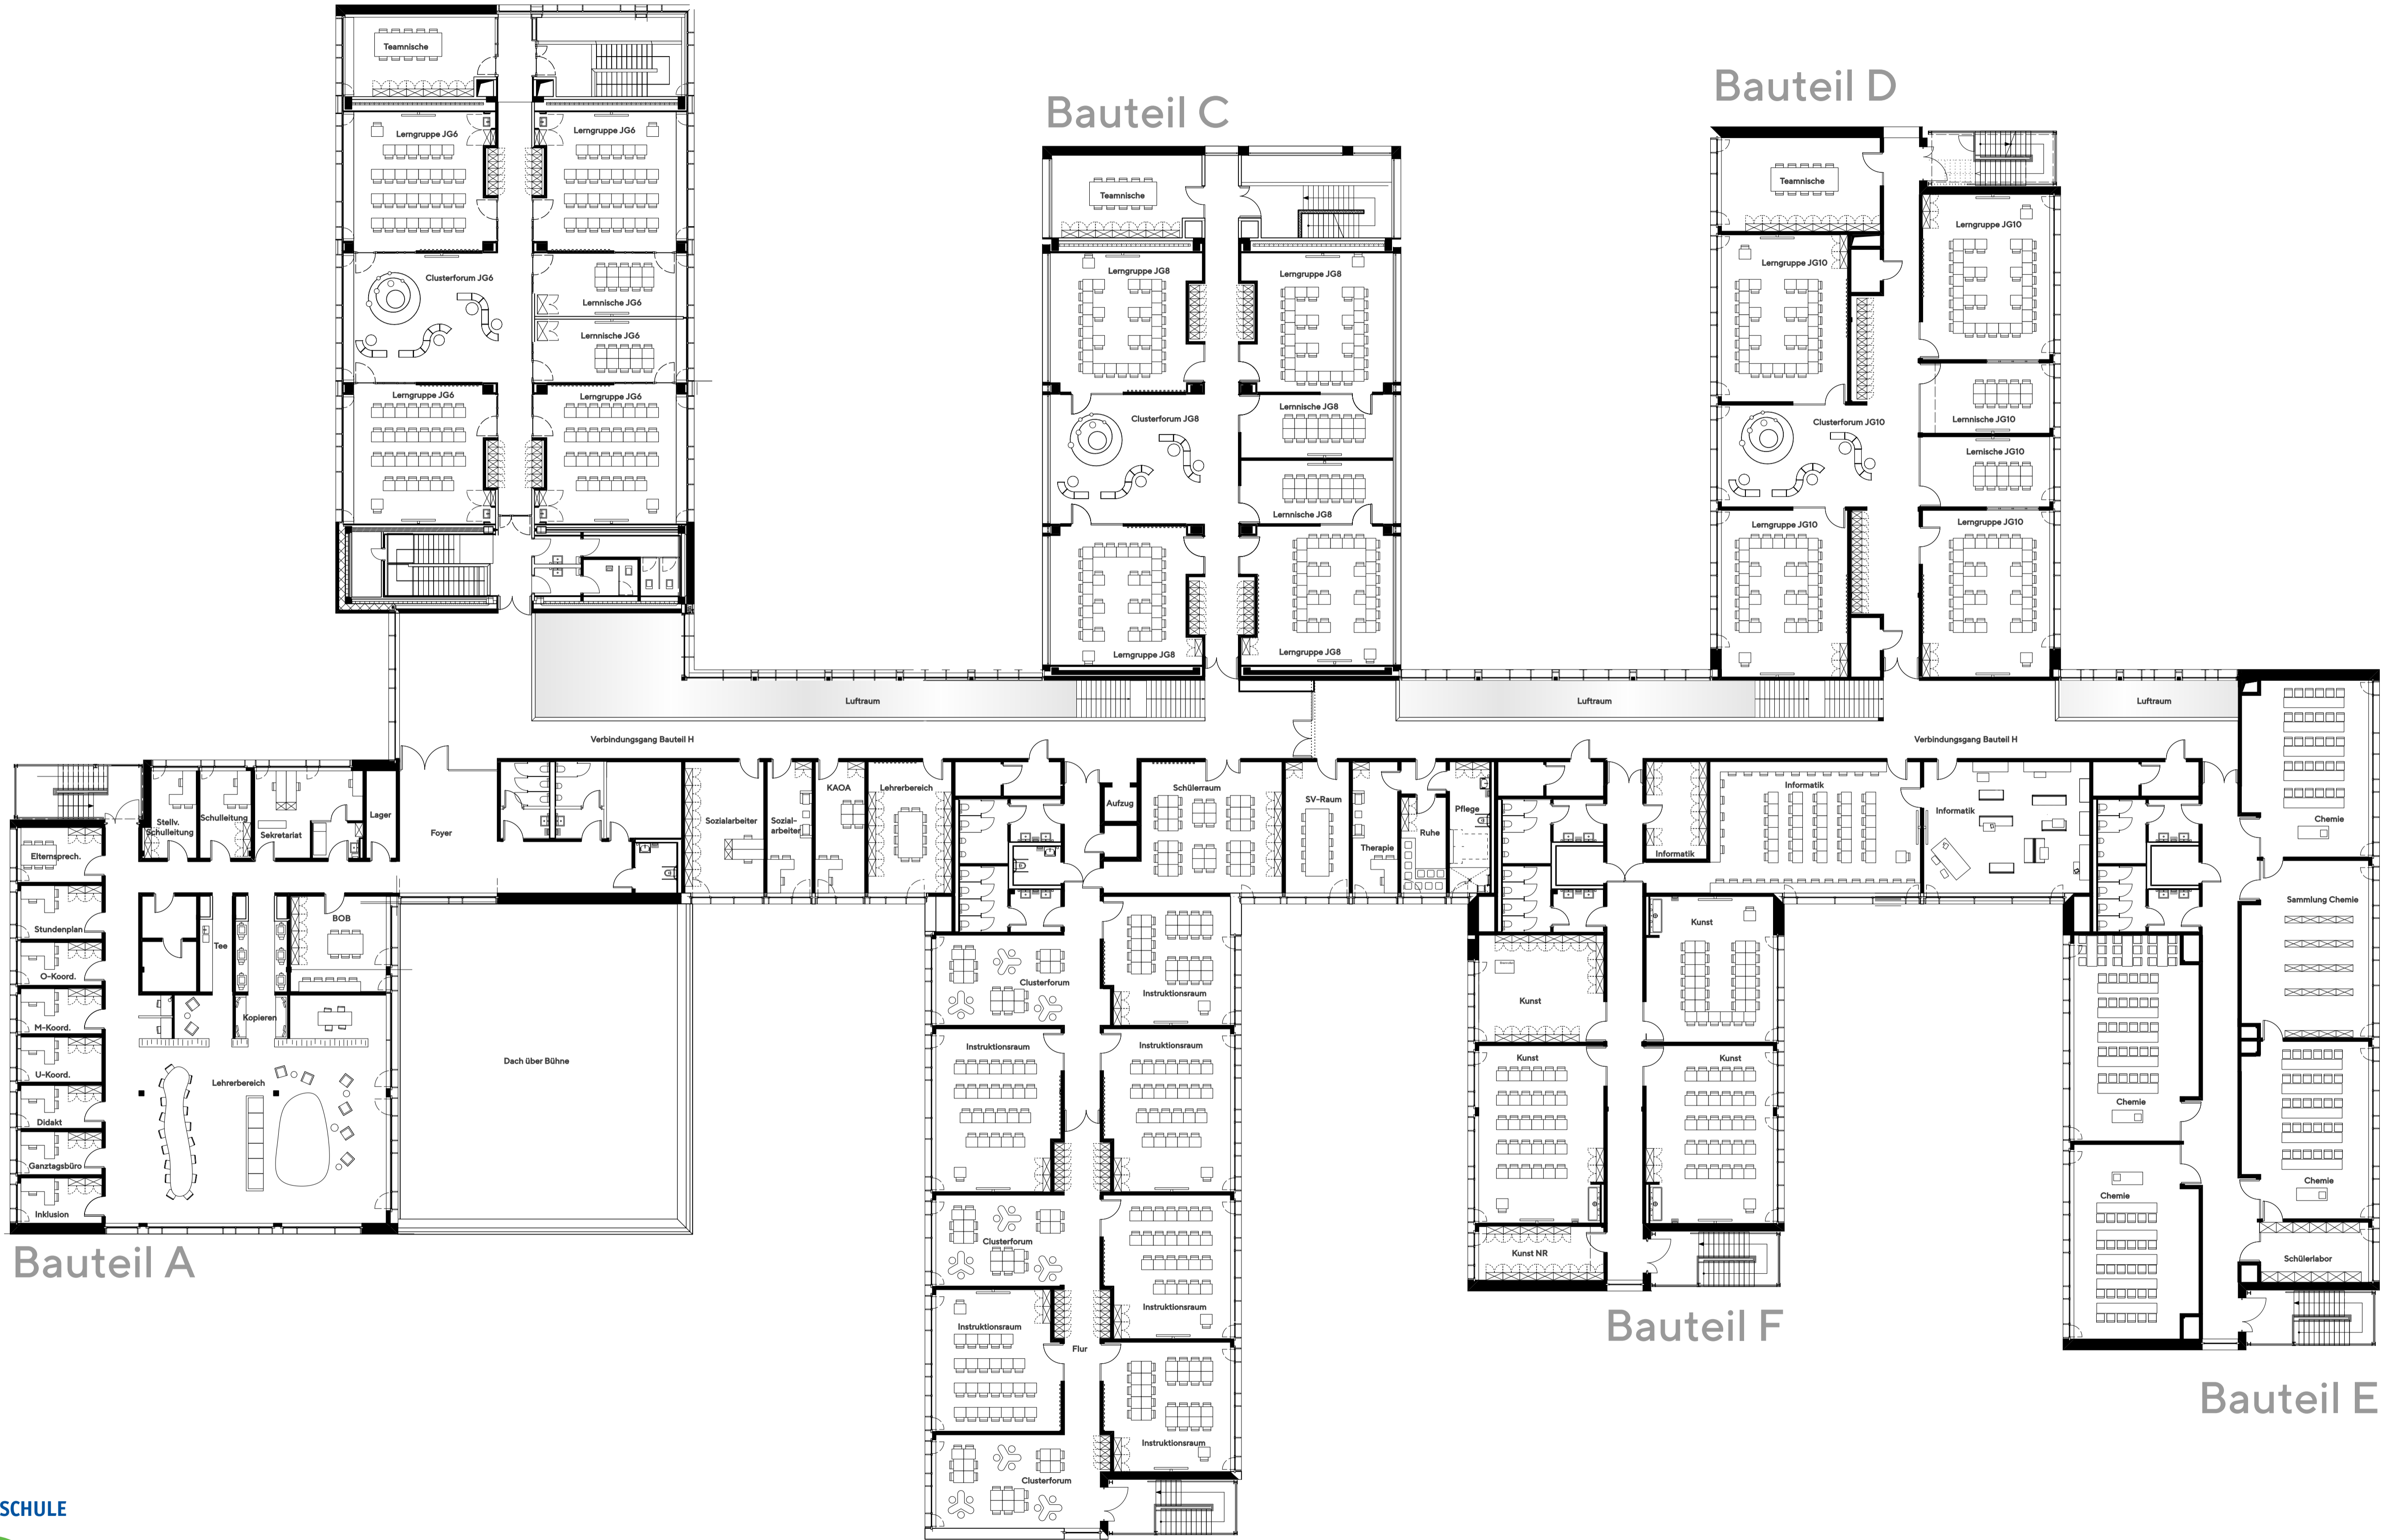 Bauteil C
Bauteil D
Teamnische
Lerngruppe JG6
Lerngruppe JG6
Clusterforum JG6
Lernnische JG6
Lernnische JG6
Lerngruppe JG6
Lerngruppe JG6
Teamnische
Lerngruppe JG8
Lerngruppe JG8
Clusterforum JG8
Lernnische JG8
Lernnische JG8
Lerngruppe JG8
Lerngruppe JG8
Teamnische
Lerngruppe JG10
Lerngruppe JG10
Clusterforum JG10
Lernnische JG10
Lernische JG10
Lerngruppe JG10
Lerngruppe JG10
Luftraum
Luftraum
Luftraum
Verbindungsgang Bauteil H
Verbindungsgang Bauteil H
Stellv.
Schulleitung
Schulleitung
Sekretariat
Lager
Foyer
Sozialarbeiter
Sozial-
arbeiter
KAOA
Lehrerbereich
Aufzug
Schülerraum
SV-Raum
Therapie
Ruhe
Pflege
Informatik
Informatik
Informatik
Chemie
Elternsprech.
Stundenplan
O-Koord.
M-Koord.
U-Koord.
Didakt
Ganztagsbüro
Inklusion
Tee
BOB
Kopieren
Lehrerbereich
Dach über Bühne
Clusterforum
Instruktionsraum
Instruktionsraum
Instruktionsraum
Clusterforum
Instruktionsraum
Instruktionsraum
Flur
Instruktionsraum
Clusterforum
Kunst
Kunst
Kunst
Kunst
Kunst NR
Sammlung Chemie
Chemie
Chemie
Chemie
Schülerlabor
Bauteil A
Bauteil F
Bauteil E
SCHULE